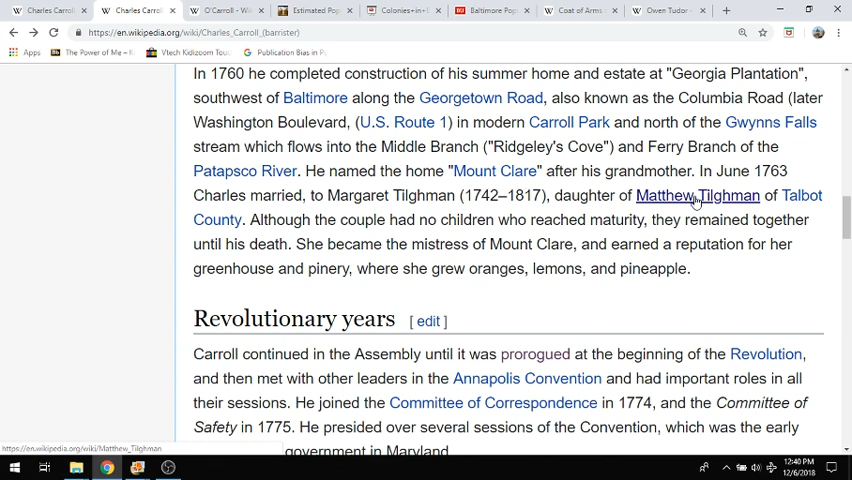 Charles Carroll
Charles Carroll
O'Carroll - Wiki
Estimated Pop
Colonies+in+
Baltimore Pop
Coat of Arms
Owen Tudor -
https://en.wikipedia.org/wiki/Charles_Carroll_(barrister)
Apps
The Power of Me –
Vtech Kidizoom Tou
Publication Bias in P
In 1760 he completed construction of his summer home and estate at "Georgia Plantation",
southwest of Baltimore along the Georgetown Road, also known as the Columbia Road (later
Washington Boulevard, (U.S. Route 1) in modern Carroll Park and north of the Gwynns Falls
stream which flows into the Middle Branch ("Ridgeley's Cove") and Ferry Branch of the
Patapsco River. He named the home "Mount Clare" after his grandmother. In June 1763
Charles married, to Margaret Tilghman (1742–1817), daughter of Matthew Tilghman of Talbot
County. Although the couple had no children who reached maturity, they remained together
until his death. She became the mistress of Mount Clare, and earned a reputation for her
greenhouse and pinery, where she grew oranges, lemons, and pineapple.
Revolutionary years [ edit ]
Carroll continued in the Assembly until it was prorogued at the beginning of the Revolution,
and then met with other leaders in the Annapolis Convention and had important roles in all
their sessions. He joined the Committee of Correspondence in 1774, and the Committee of
Safety in 1775. He presided over several sessions of the Convention, which was the early
https://en.wikipedia.org/wiki/Matthew_Tilghman
government in Maryland
12:40 PM
12/6/2018